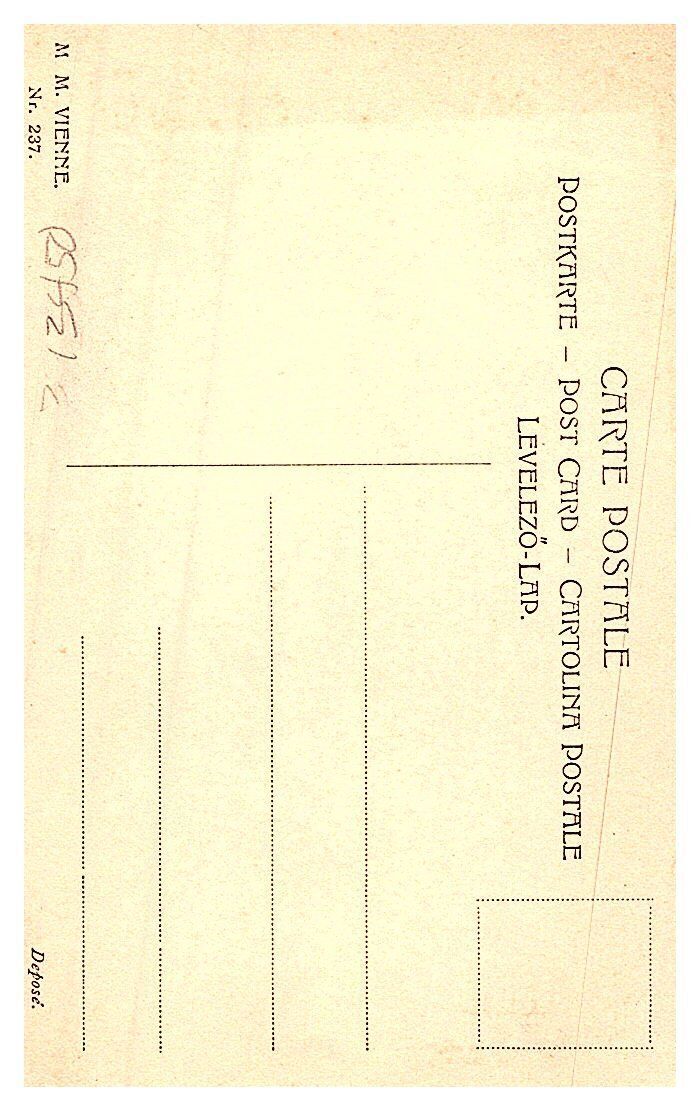 CARTE POSTALE
POSTKARTE – POST CARD – CARTOLINA POSTALE
LEVELEZŐ-LAP.
M M. VIENNE.
Nr. 237.
Deposé.